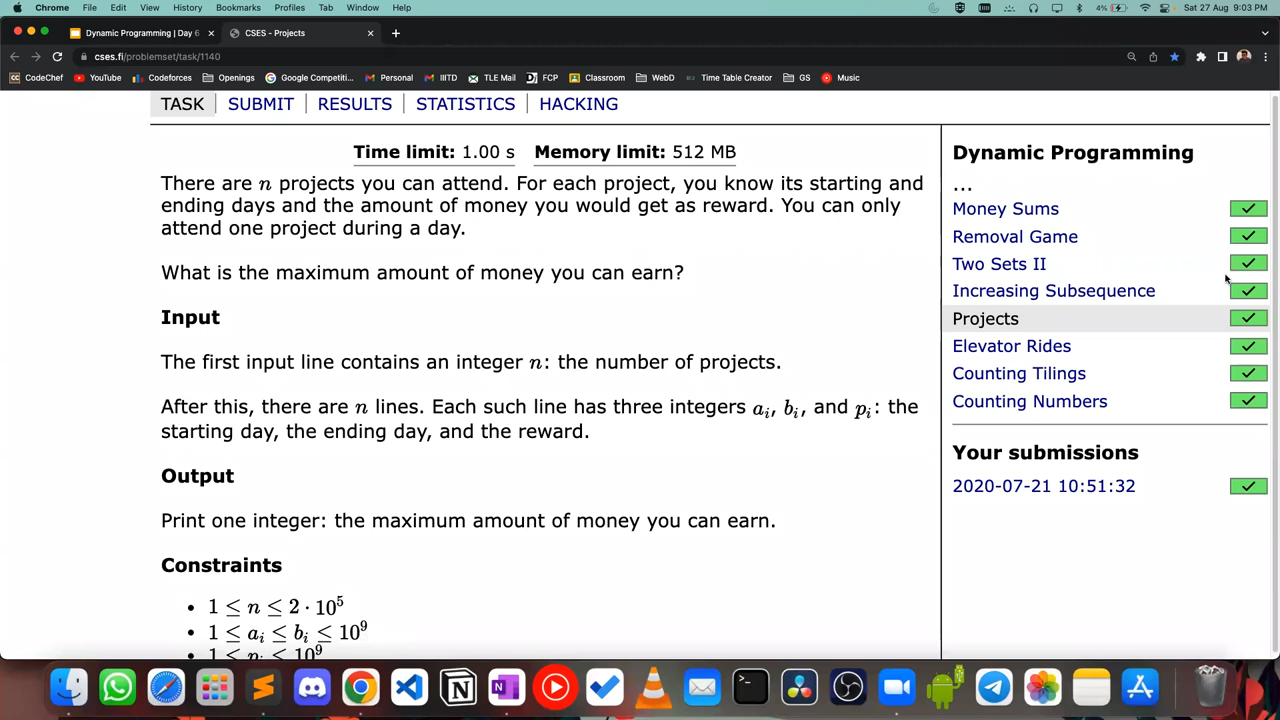 Chrome File Edit View History Bookmarks Profiles Tab Window Help 4% Sat 27 Aug 9:03 PM
Dynamic Programming | Day 6 CSES - Projects
cses.fi/problemset/task/1140
CodeChef YouTube Codeforces Openings Google Competiti... Personal IIITD TLE Mail FCP Classroom WebD Time Table Creator GS Music
TASK SUBMIT RESULTS STATISTICS HACKING
Time limit: 1.00 s Memory limit: 512 MB
There are n projects you can attend. For each project, you know its starting and
ending days and the amount of money you would get as reward. You can only
attend one project during a day.
What is the maximum amount of money you can earn?
Input
The first input line contains an integer n: the number of projects.
After this, there are n lines. Each such line has three integers aᵢ, bᵢ, and pᵢ: the
starting day, the ending day, and the reward.
Output
Print one integer: the maximum amount of money you can earn.
Constraints
• 1 ≤ n ≤ 2 · 10⁵
• 1 ≤ aᵢ ≤ bᵢ ≤ 10⁹
• 1 ≤ pᵢ ≤ 10⁹
Dynamic Programming
...
Money Sums
Removal Game
Two Sets II
Increasing Subsequence
Projects
Elevator Rides
Counting Tilings
Counting Numbers
Your submissions
2020-07-21 10:51:32